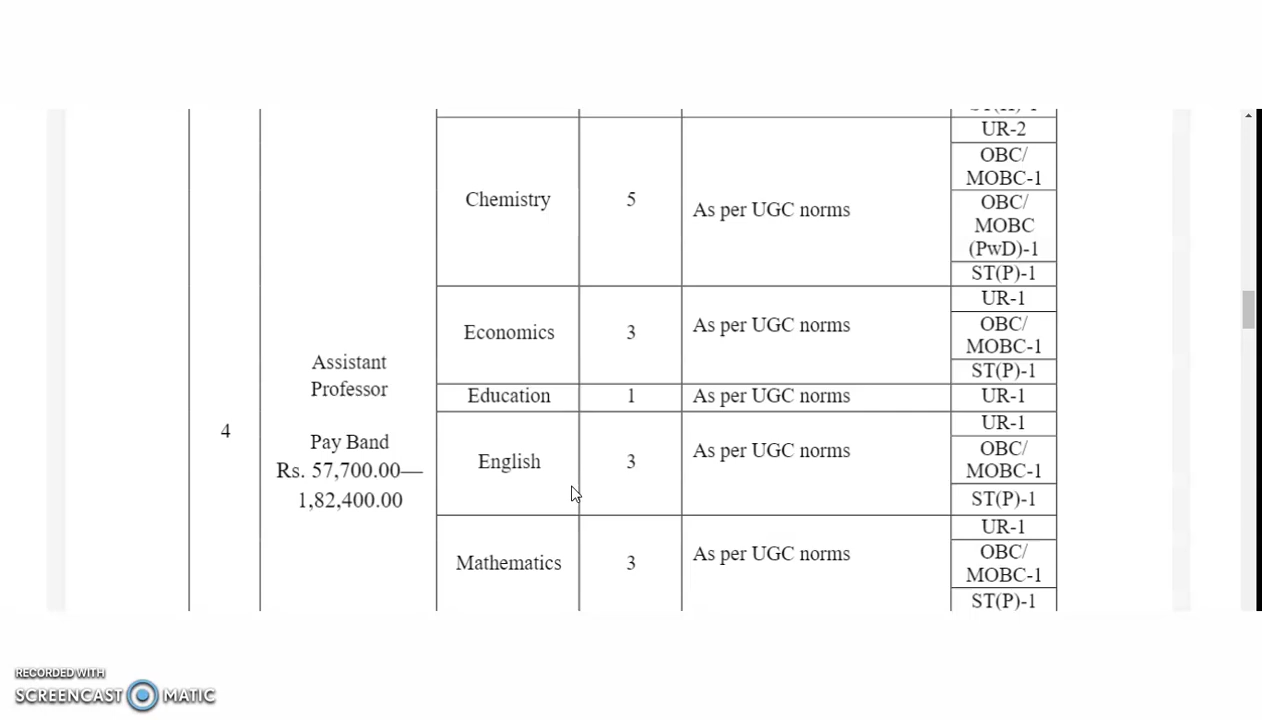 UR-2
OBC/
MOBC-1
Chemistry 5 As per UGC norms
OBC/
MOBC
(PwD)-1
ST(P)-1
UR-1
Economics 3 As per UGC norms
OBC/
MOBC-1
ST(P)-1
Education 1 As per UGC norms UR-1
4
Assistant
Professor
Pay Band
Rs. 57,700.00—
1,82,400.00
UR-1
English 3 As per UGC norms
OBC/
MOBC-1
ST(P)-1
UR-1
Mathematics 3 As per UGC norms
OBC/
MOBC-1
ST(P)-1
RECORDED WITH
SCREENCAST MATIC